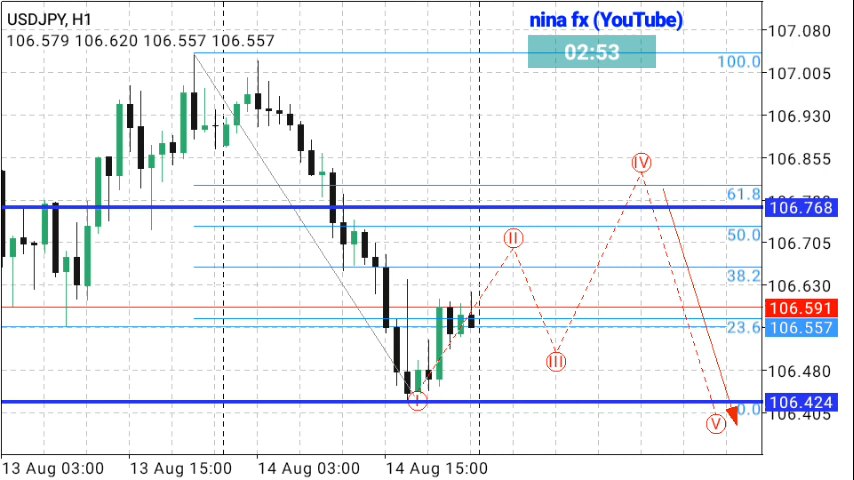 USDJPY, H1
106.579 106.620 106.557 106.557
nina fx (YouTube)
02:53
107.080
100.0
107.005
106.930
106.855
IV
61.8
106.768
II
50.0
106.705
38.2
106.630
106.591
23.6
106.557
III
106.480
I
0.0
106.424
106.405
V
13 Aug 03:00
13 Aug 15:00
14 Aug 03:00
14 Aug 15:00